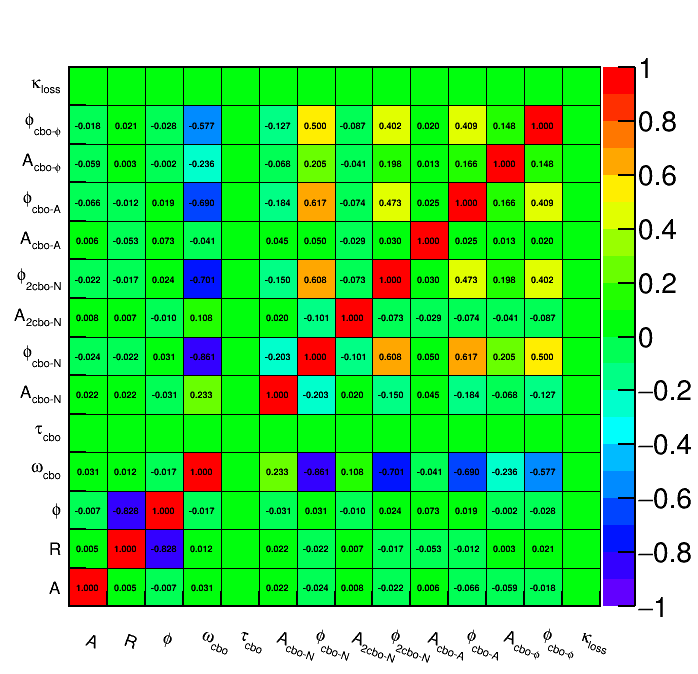 κloss
φcbo-φ -0.018 0.021 -0.028 -0.577 -0.127 0.500 -0.087 0.402 0.020 0.409 0.148 1.000
Acbo-φ -0.059 0.003 -0.002 -0.236 -0.068 0.205 -0.041 0.198 0.013 0.166 1.000 0.148
φcbo-A -0.066 -0.012 0.019 -0.690 -0.184 0.617 -0.074 0.473 0.025 1.000 0.166 0.409
Acbo-A 0.006 -0.053 0.073 -0.041 0.045 0.050 -0.029 0.030 1.000 0.025 0.013 0.020
φ2cbo-N -0.022 -0.017 0.024 -0.701 -0.150 0.608 -0.073 1.000 0.030 0.473 0.198 0.402
A2cbo-N 0.008 0.007 -0.010 0.108 0.020 -0.101 1.000 -0.073 -0.029 -0.074 -0.041 -0.087
φcbo-N -0.024 -0.022 0.031 -0.861 -0.203 1.000 -0.101 0.608 0.050 0.617 0.205 0.500
Acbo-N 0.022 0.022 -0.031 0.233 1.000 -0.203 0.020 -0.150 0.045 -0.184 -0.068 -0.127
τcbo
ωcbo 0.031 0.012 -0.017 1.000 0.233 -0.861 0.108 -0.701 -0.041 -0.690 -0.236 -0.577
φ -0.007 -0.828 1.000 -0.017 -0.031 0.031 -0.010 0.024 0.073 0.019 -0.002 -0.028
R 0.005 1.000 -0.828 0.012 0.022 -0.022 0.007 -0.017 -0.053 -0.012 0.003 0.021
A 1.000 0.005 -0.007 0.031 0.022 -0.024 0.008 -0.022 0.006 -0.066 -0.059 -0.018
A R φ ωcbo τcbo Acbo-N φcbo-N A2cbo-N φ2cbo-N Acbo-A φcbo-A Acbo-φ φcbo-φ κloss
1
0.8
0.6
0.4
0.2
0
−0.2
−0.4
−0.6
−0.8
−1